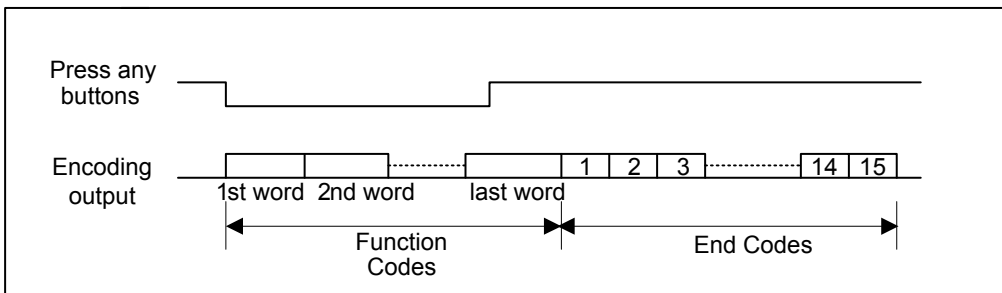 Press any
buttons
Encoding
output
1 2 3 14 15
1st word 2nd word last word
Function
Codes
End Codes